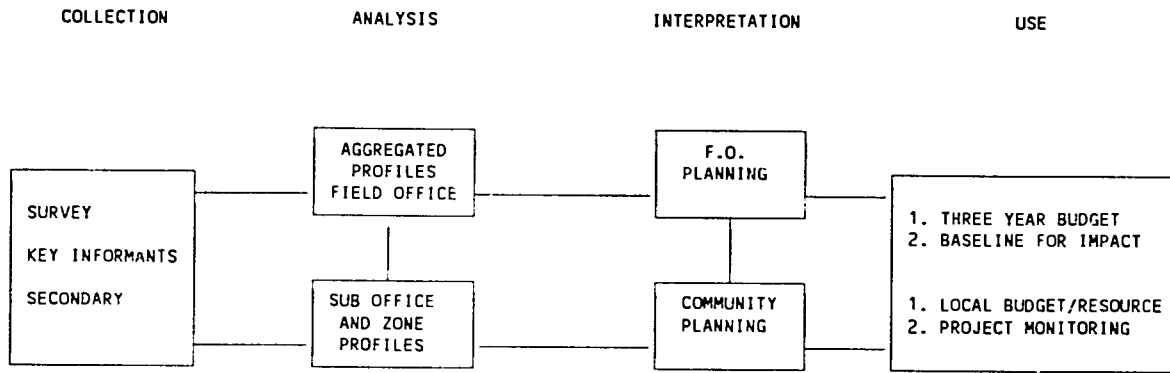 COLLECTION
ANALYSIS
INTERPRETATION
USE
SURVEY
KEY INFORMANTS
SECONDARY
AGGREGATED
PROFILES
FIELD OFFICE
SUB OFFICE
AND ZONE
PROFILES
F.O.
PLANNING
COMMUNITY
PLANNING
1. THREE YEAR BUDGET
2. BASELINE FOR IMPACT
1. LOCAL BUDGET/RESOURCE
2. PROJECT MONITORING